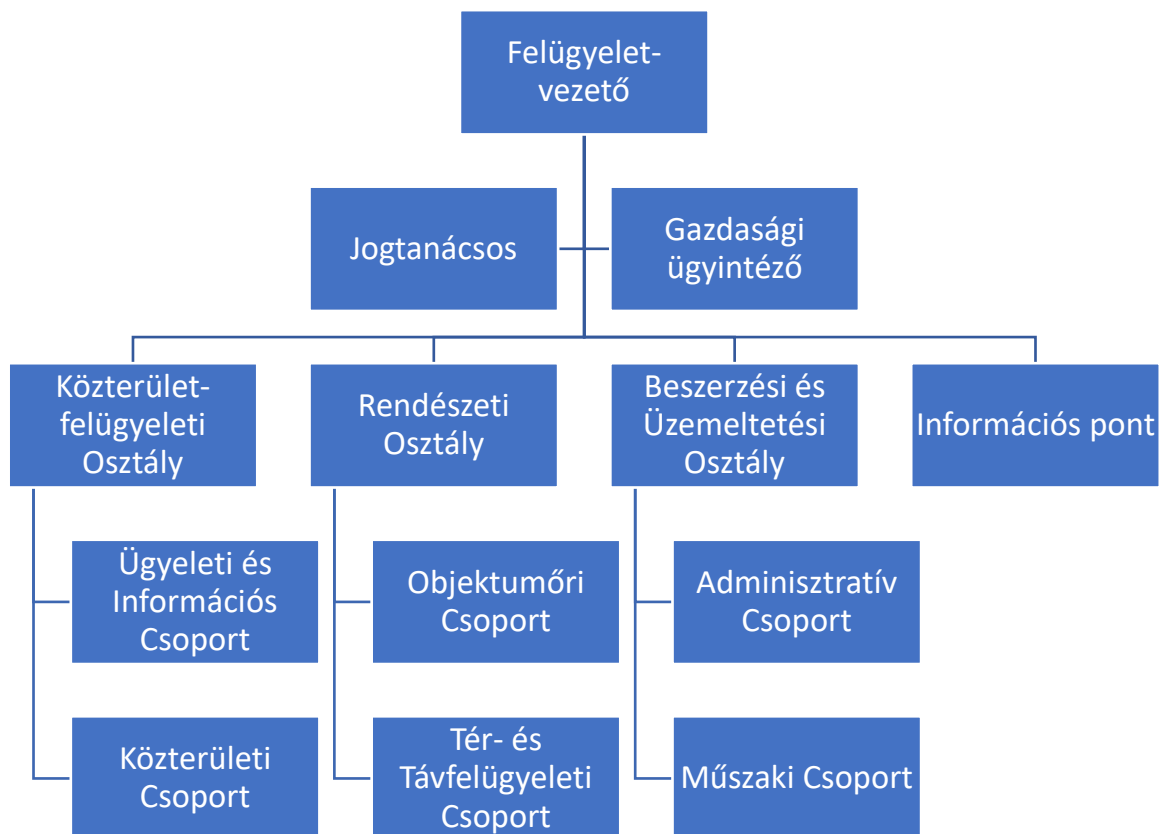 Felügyelet-
vezető
Jogtanácsos
Gazdasági
ügyintéző
Közterület-
felügyeleti
Osztály
Rendészeti
Osztály
Beszerzési és
Üzemeltetési
Osztály
Információs pont
Ügyeleti és
Információs
Csoport
Objektumőri
Csoport
Adminisztratív
Csoport
Közterületi
Csoport
Tér- és
Távfelügyeleti
Csoport
Műszaki Csoport